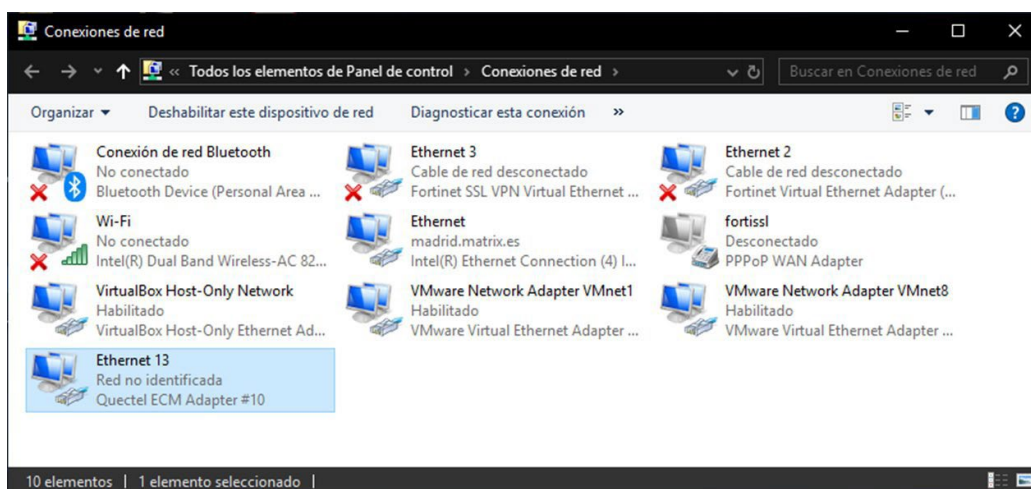 Conexiones de red
« Todos los elementos de Panel de control > Conexiones de red >
Buscar en Conexiones de red
Organizar Deshabilitar este dispositivo de red Diagnosticar esta conexión »
Conexión de red Bluetooth
No conectado
Bluetooth Device (Personal Area ...
Ethernet 3
Cable de red desconectado
Fortinet SSL VPN Virtual Ethernet ...
Ethernet 2
Cable de red desconectado
Fortinet Virtual Ethernet Adapter (...
Wi-Fi
No conectado
Intel(R) Dual Band Wireless-AC 82...
Ethernet
madrid.matrix.es
Intel(R) Ethernet Connection (4) I...
fortissl
Desconectado
PPPoP WAN Adapter
VirtualBox Host-Only Network
Habilitado
VirtualBox Host-Only Ethernet Ad...
VMware Network Adapter VMnet1
Habilitado
VMware Virtual Ethernet Adapter ...
VMware Network Adapter VMnet8
Habilitado
VMware Virtual Ethernet Adapter ...
Ethernet 13
Red no identificada
Quectel ECM Adapter #10
10 elementos | 1 elemento seleccionado |